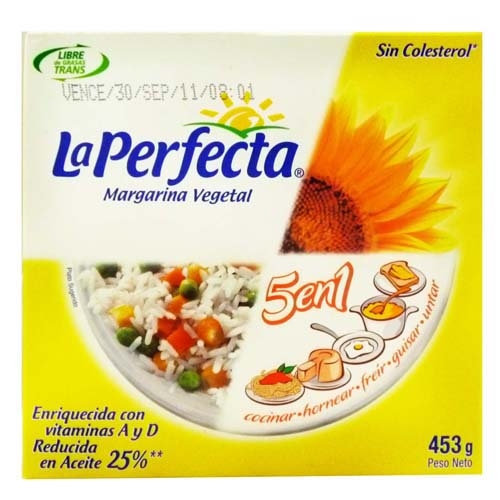 LIBRE
de GRASAS
TRANS
Sin Colesterol*
VENCE/30/SEP/11/08:01
LaPerfecta®
Margarina Vegetal
Plato Sugerido
5en1
cocinar • hornear • freir • guisar • untar
Enriquecida con
vitaminas A y D
Reducida
en Aceite 25%**
453 g
Peso Neto